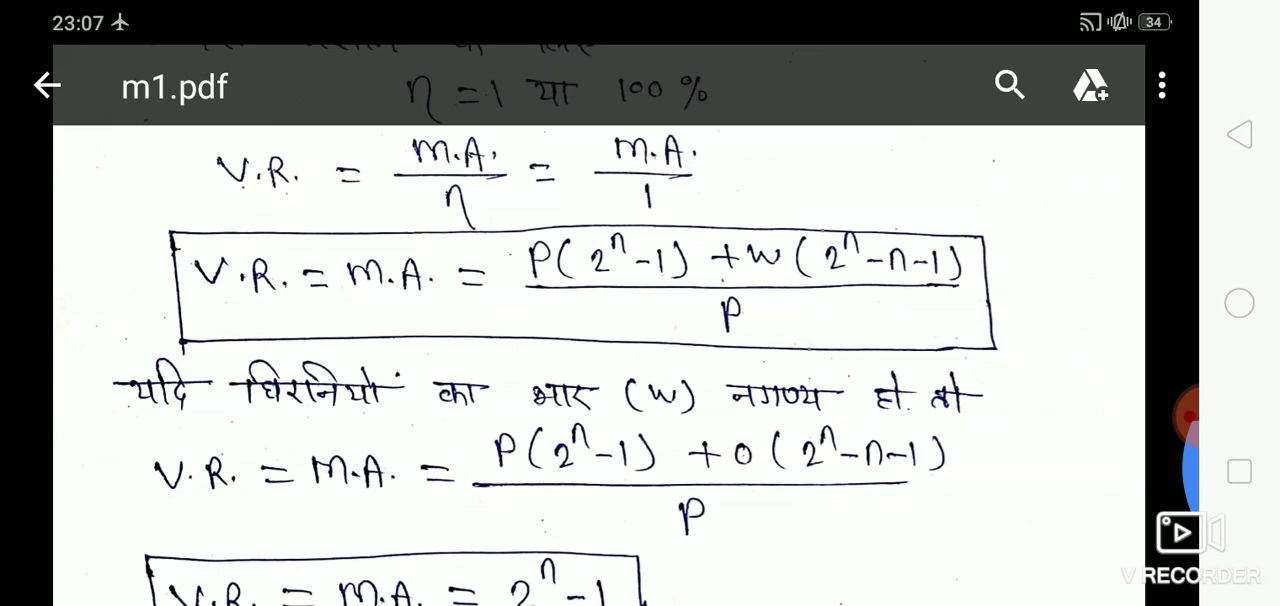 23:07
34
m1.pdf
η = 1 या 100 %
V.R. = M.A. / η = M.A. / 1
V.R. = M.A. = P(2ⁿ-1) + w(2ⁿ-n-1) / P
यदि घिरनियों का भार (w) नगण्य हो तो
V.R. = M.A. = P(2ⁿ-1) + 0(2ⁿ-n-1) / P
V.R. = M.A. = 2ⁿ-1
V RECORDER